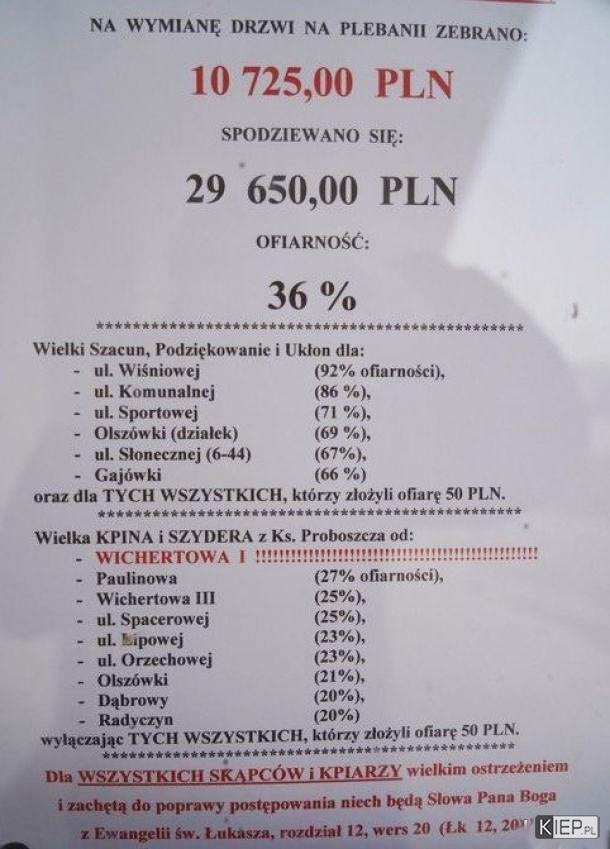 NA WYMIANĘ DRZWI NA PLEBANII ZEBRANO:
10 725,00 PLN
SPODZIEWANO SIĘ:
29 650,00 PLN
OFIARNOŚĆ:
36 %
**************************************************
Wielki Szacun, Podziękowanie i Ukłon dla:
- ul. Wiśniowej (92% ofiarności),
- ul. Komunalnej (86 %),
- ul. Sportowej (71 %),
- Olszówki (działek) (69 %),
- ul. Słonecznej (6-44) (67%),
- Gajówki (66 %)
oraz dla TYCH WSZYSTKICH, którzy złożyli ofiarę 50 PLN.
**************************************************
Wielka KPINA i SZYDERA z Ks. Proboszcza od:
- WICHERTOWA I !!!!!!!!!!!!!!!!!!!!!!!!!!!!!!!!!!!!!!!!!!!!!!!!
- Paulinowa (27% ofiarności),
- Wichertowa III (25%),
- ul. Spacerowej (25%),
- ul. Lipowej (23%),
- ul. Orzechowej (23%),
- Olszówki (21%),
- Dąbrowy (20%),
- Radyczyn (20%)
wyłączając TYCH WSZYSTKICH, którzy złożyli ofiarę 50 PLN.
**************************************************
Dla WSZYSTKICH SKĄPCÓW i KPIARZY wielkim ostrzeżeniem
i zachętą do poprawy postępowania niech będą Słowa Pana Boga
z Ewangelii św. Łukasza, rozdział 12, wers 20 (Łk 12, 20
KIEP.PL